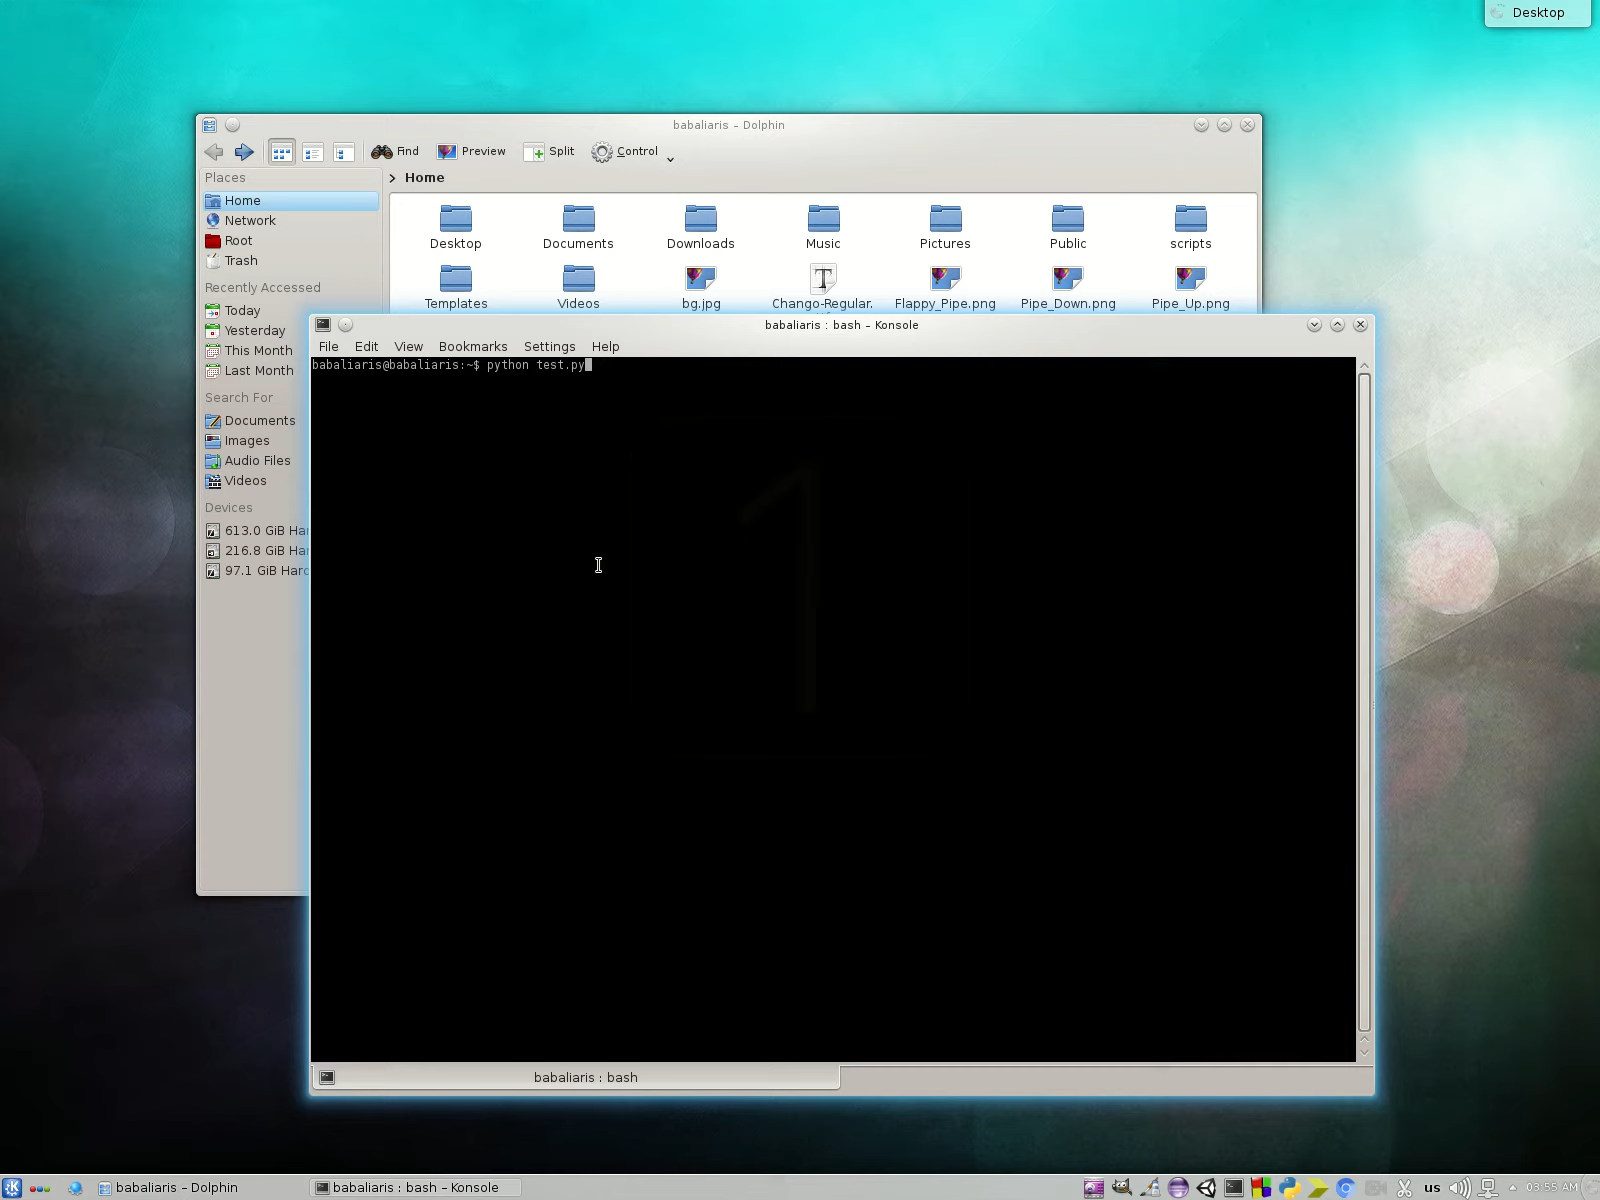 Desktop
babaliaris – Dolphin
Find Preview Split Control
Places
> Home
Home
Network
Root
Trash
Recently Accessed
Today
Yesterday
This Month
Last Month
Search For
Documents
Images
Audio Files
Videos
Devices
613.0 GiB Har
216.8 GiB Har
97.1 GiB Hard
Desktop Documents Downloads Music Pictures Public scripts
Templates Videos bg.jpg Chango-Regular. Flappy_Pipe.png Pipe_Down.png Pipe_Up.png
babaliaris : bash – Konsole
File Edit View Bookmarks Settings Help
babaliaris@babaliaris:~$ python test.py
babaliaris : bash
babaliaris – Dolphin babaliaris : bash – Konsole us 03:55 AM